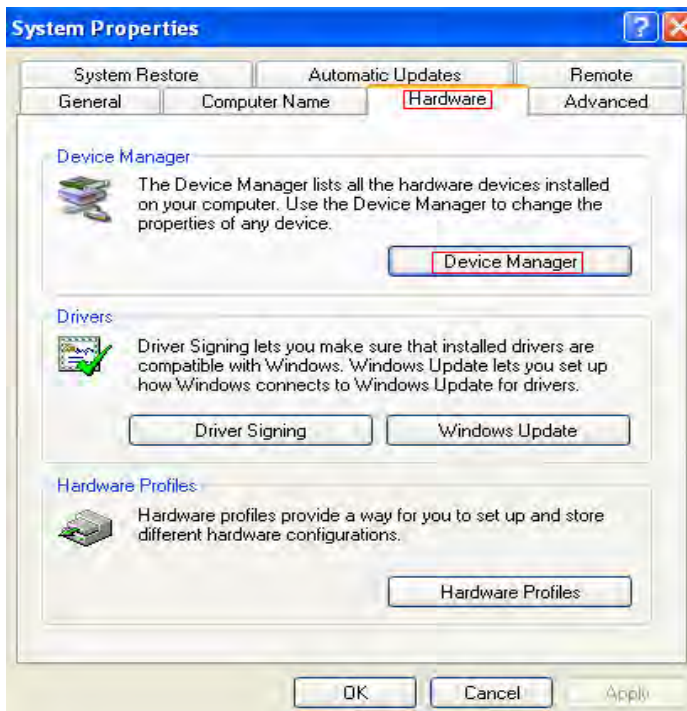 System Properties
System Restore Automatic Updates Remote
General Computer Name Hardware Advanced
Device Manager
The Device Manager lists all the hardware devices installed
on your computer. Use the Device Manager to change the
properties of any device.
Device Manager
Drivers
Driver Signing lets you make sure that installed drivers are
compatible with Windows. Windows Update lets you set up
how Windows connects to Windows Update for drivers.
Driver Signing Windows Update
Hardware Profiles
Hardware profiles provide a way for you to set up and store
different hardware configurations.
Hardware Profiles
OK Cancel Apply